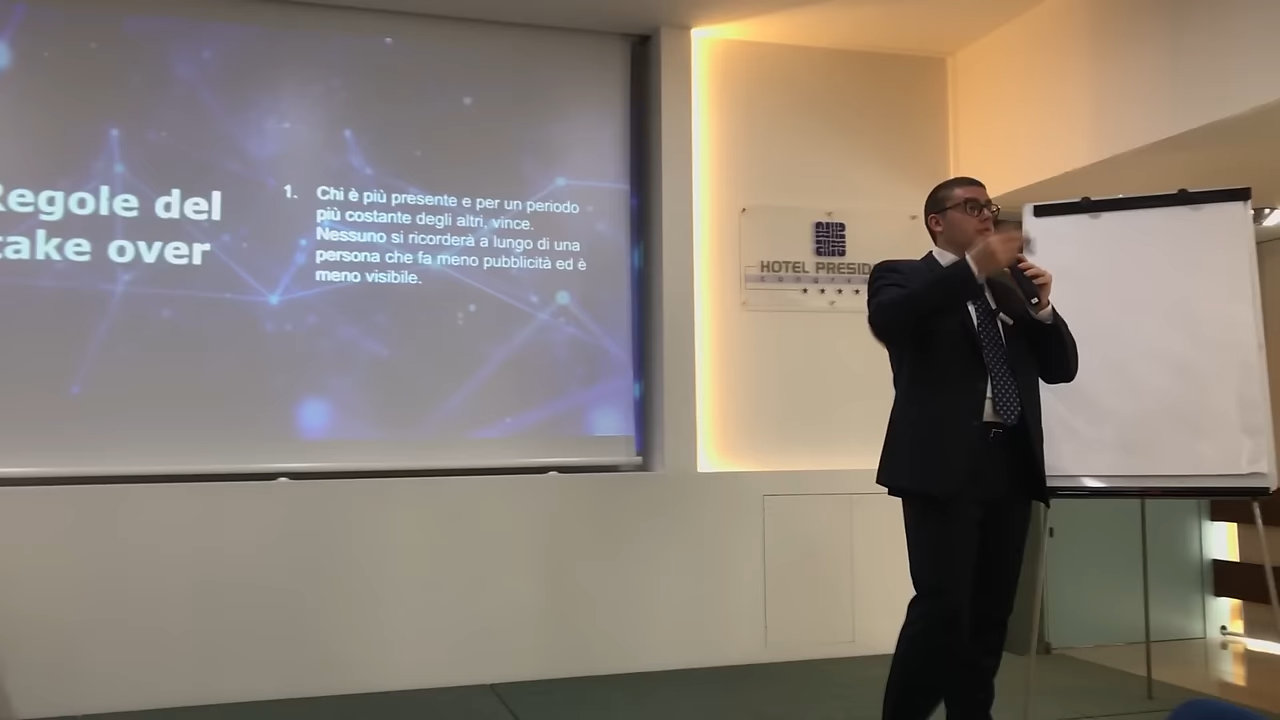 Regole del
take over
1. Chi è più presente e per un periodo
più costante degli altri, vince.
Nessuno si ricorderà a lungo di una
persona che fa meno pubblicità ed è
meno visibile.
HOTEL PRESID